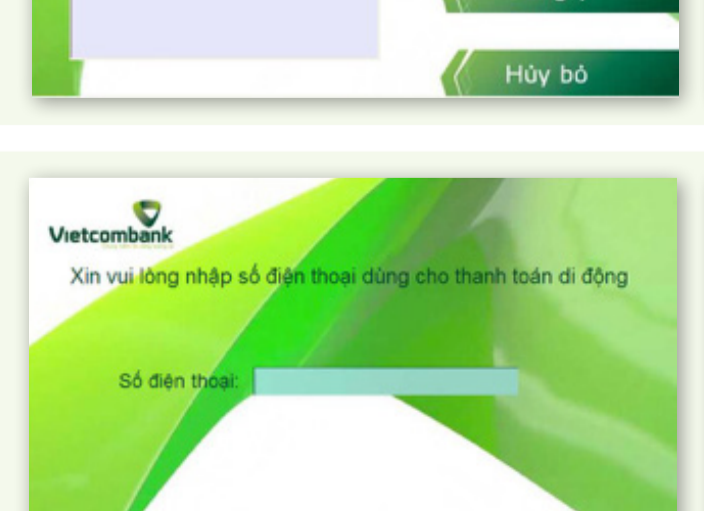 Hủy bỏ
Vietcombank
Xin vui lòng nhập số điện thoại dùng cho thanh toán di động
Số điện thoại: